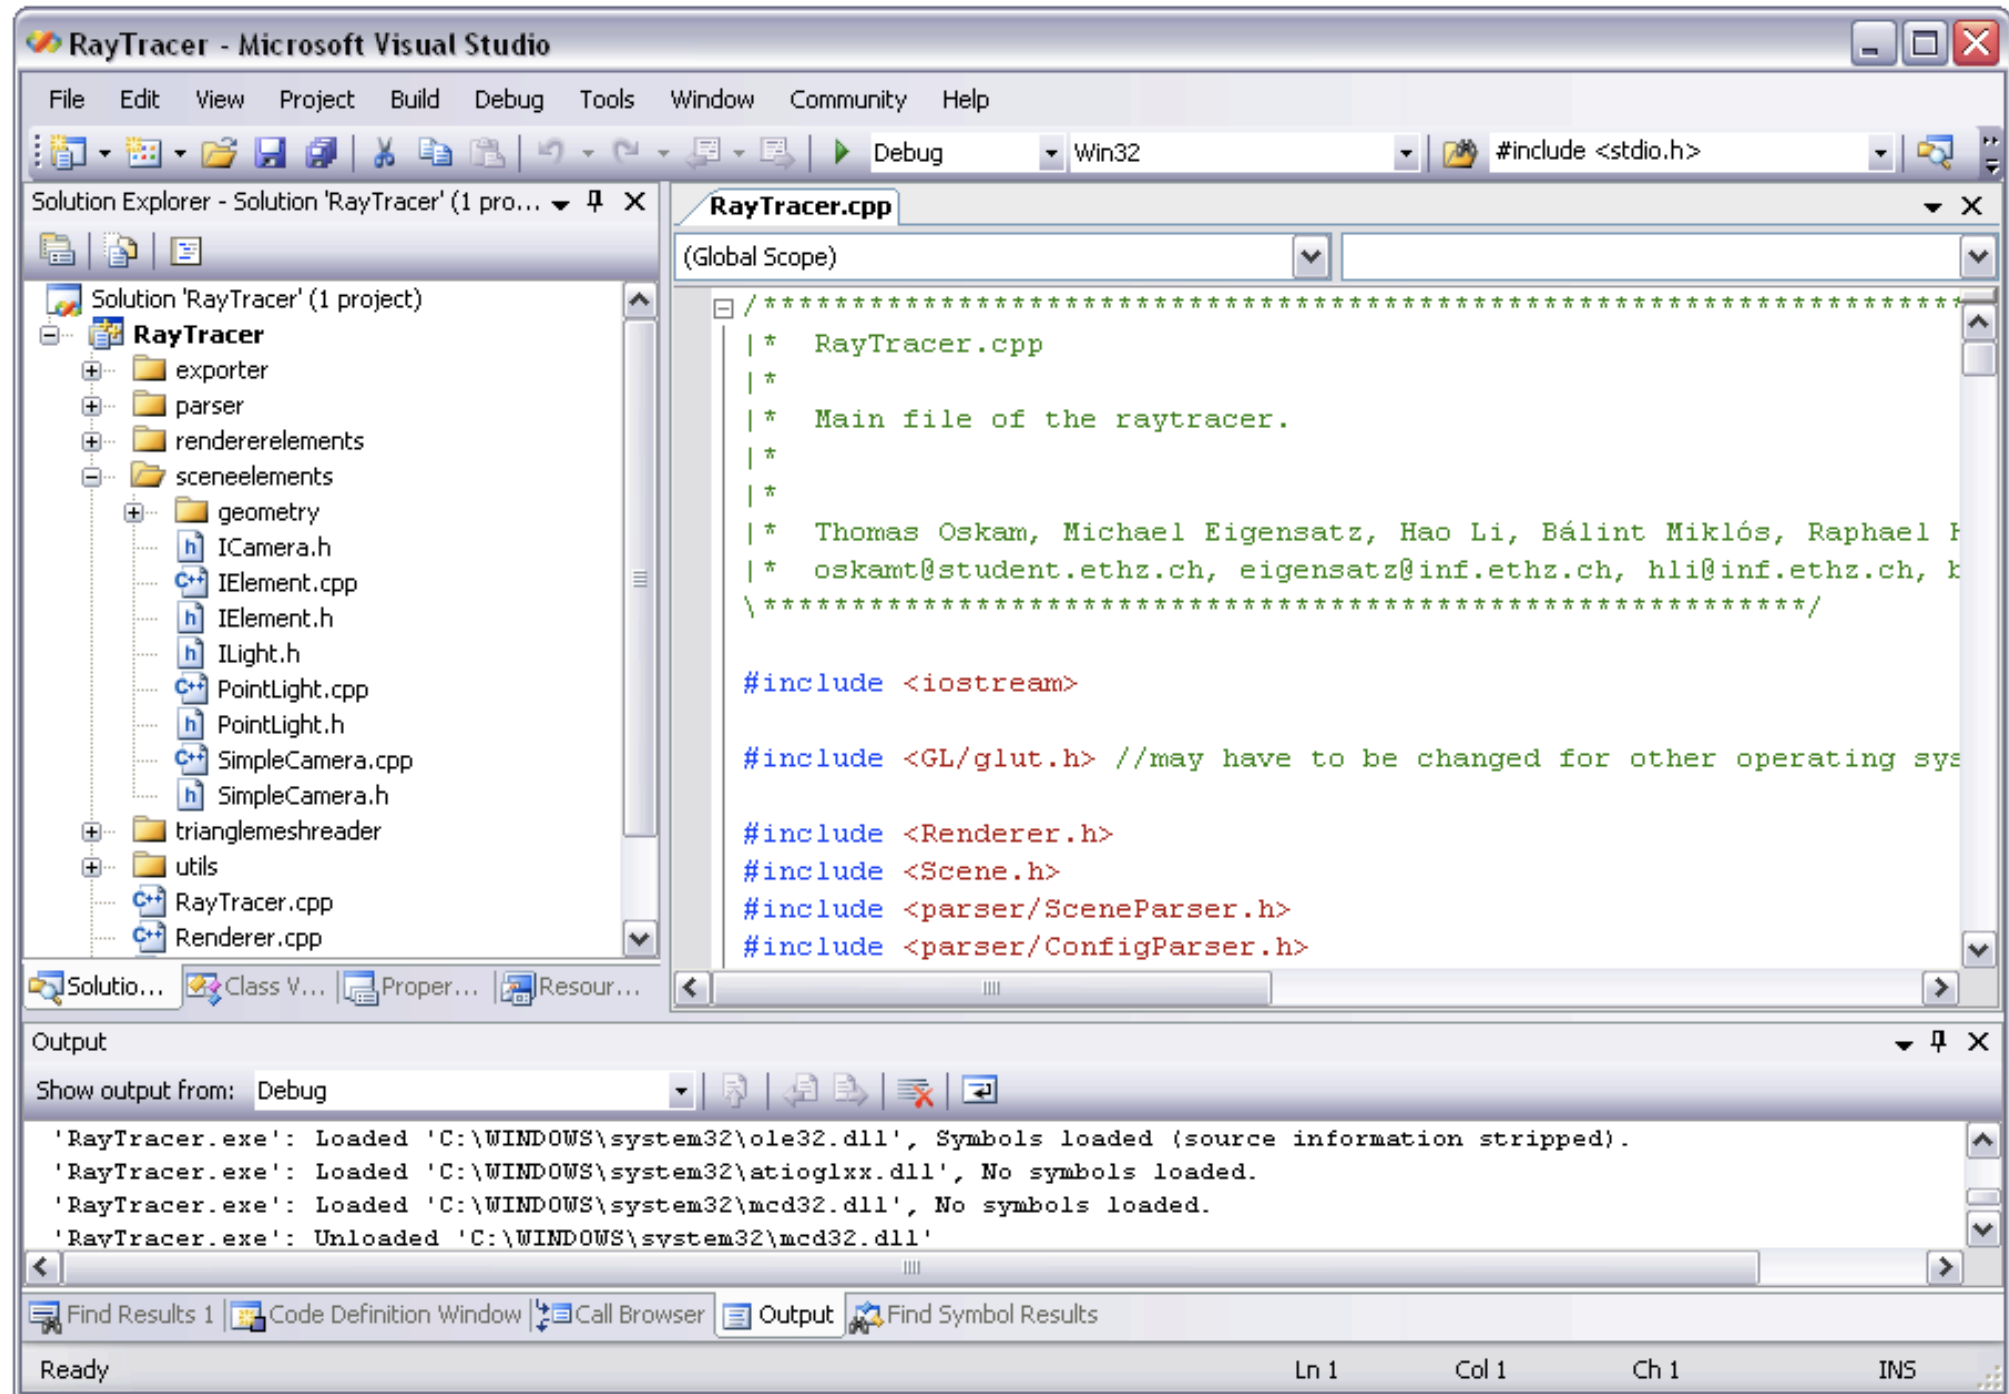 RayTracer - Microsoft Visual Studio
File Edit View Project Build Debug Tools Window Community Help
Debug Win32 #include <stdio.h>
Solution Explorer - Solution 'RayTracer' (1 pro...
Solution 'RayTracer' (1 project)
RayTracer
exporter
parser
rendererelements
sceneelements
geometry
ICamera.h
IElement.cpp
IElement.h
ILight.h
PointLight.cpp
PointLight.h
SimpleCamera.cpp
SimpleCamera.h
trianglemeshreader
utils
RayTracer.cpp
Renderer.cpp
Solutio... Class V... Proper... Resour...
RayTracer.cpp
(Global Scope)
/********************************************************************
|* RayTracer.cpp
|*
|* Main file of the raytracer.
|*
|*
|* Thomas Oskam, Michael Eigensatz, Hao Li, Bálint Miklós, Raphael
|* oskamt@student.ethz.ch, eigensatz@inf.ethz.ch, hli@inf.ethz.ch,
\***********************************************************/
#include <iostream>
#include <GL/glut.h> //may have to be changed for other operating sys
#include <Renderer.h>
#include <Scene.h>
#include <parser/SceneParser.h>
#include <parser/ConfigParser.h>
Output
Show output from: Debug
'RayTracer.exe': Loaded 'C:\WINDOWS\system32\ole32.dll', Symbols loaded (source information stripped).
'RayTracer.exe': Loaded 'C:\WINDOWS\system32\atioglxx.dll', No symbols loaded.
'RayTracer.exe': Loaded 'C:\WINDOWS\system32\mcd32.dll', No symbols loaded.
'RayTracer.exe': Unloaded 'C:\WINDOWS\system32\mcd32.dll'
Find Results 1 Code Definition Window Call Browser Output Find Symbol Results
Ready Ln 1 Col 1 Ch 1 INS